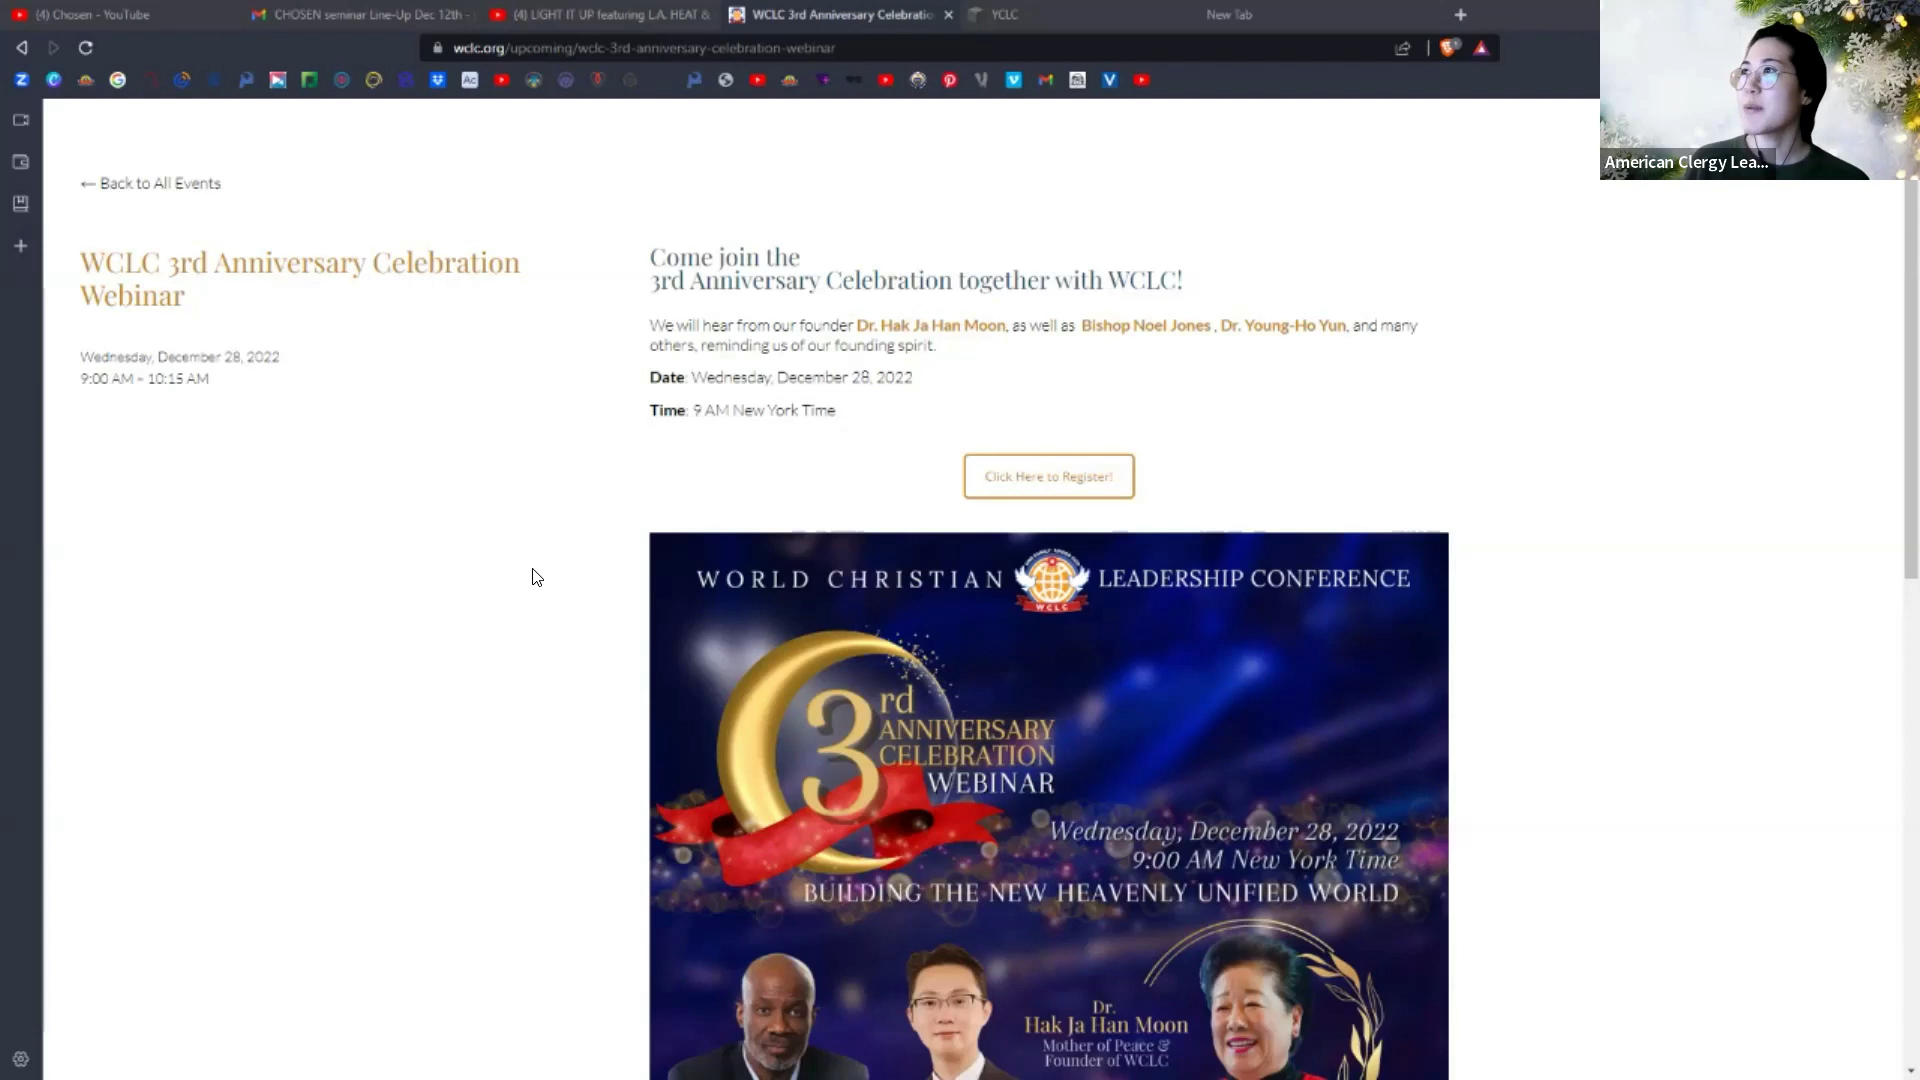 (4) Chosen - YouTube
CHOSEN seminar Line-Up Dec 12th -
(4) LIGHT IT UP featuring L.A. HEAT &
WCLC 3rd Anniversary Celebratio
YCLC
New Tab
wclc.org/upcoming/wclc-3rd-anniversary-celebration-webinar
American Clergy Lea...
← Back to All Events
WCLC 3rd Anniversary Celebration
Webinar
Wednesday, December 28, 2022
9:00 AM – 10:15 AM
Come join the
3rd Anniversary Celebration together with WCLC!
We will hear from our founder Dr. Hak Ja Han Moon, as well as Bishop Noel Jones , Dr. Young-Ho Yun, and many
others, reminding us of our founding spirit.
Date: Wednesday, December 28, 2022
Time: 9 AM New York Time
Click Here to Register!
WORLD CHRISTIAN LEADERSHIP CONFERENCE
WCLC
3rd
ANNIVERSARY
CELEBRATION
WEBINAR
Wednesday, December 28, 2022
9:00 AM New York Time
BUILDING THE NEW HEAVENLY UNIFIED WORLD
Dr.
Hak Ja Han Moon
Mother of Peace &
Founder of WCLC